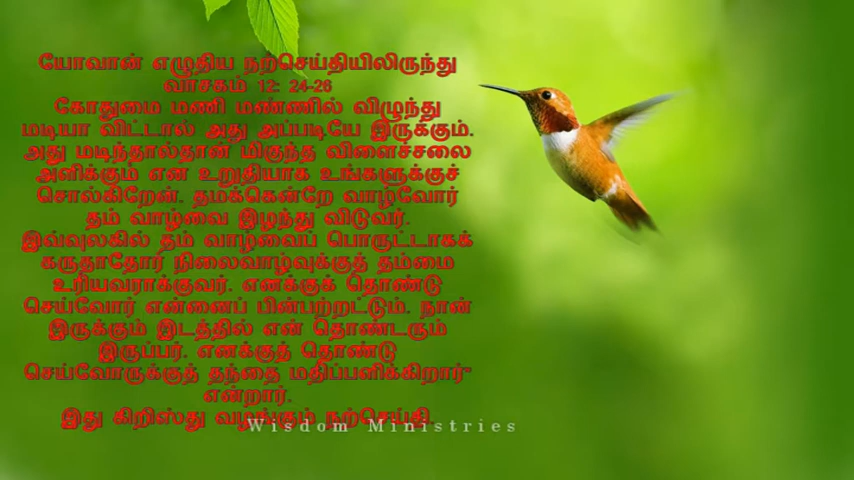 யோவான் எழுதிய நற்செய்தியிலிருந்து
வாசகம் 12: 24-26
கோதுமை மணி மண்ணில் விழுந்து
மடியா விட்டால் அது அப்படியே இருக்கும்.
அது மடிந்தால்தான் மிகுந்த விளைச்சலை
அளிக்கும் என உறுதியாக உங்களுக்குச்
சொல்கிறேன். தமக்கென்றே வாழ்வோர்
தம் வாழ்வை இழந்து விடுவர்.
இவ்வுலகில் தம் வாழ்வைப் பொருட்டாகக்
கருதாதோர் நிலைவாழ்வுக்குத் தம்மை
உரியவராக்குவர். எனக்குக் தொண்டு
செய்வோர் என்னைப் பின்பற்றட்டும். நான்
இருக்கும் இடத்தில் என் தொண்டரும்
இருப்பர். எனக்குத் தொண்டு
செய்வோருக்குத் தந்தை மதிப்பளிக்கிறார்"
என்றார்.
இது கிறிஸ்து வழங்கும் நற்செய்தி.
Wisdom Ministries